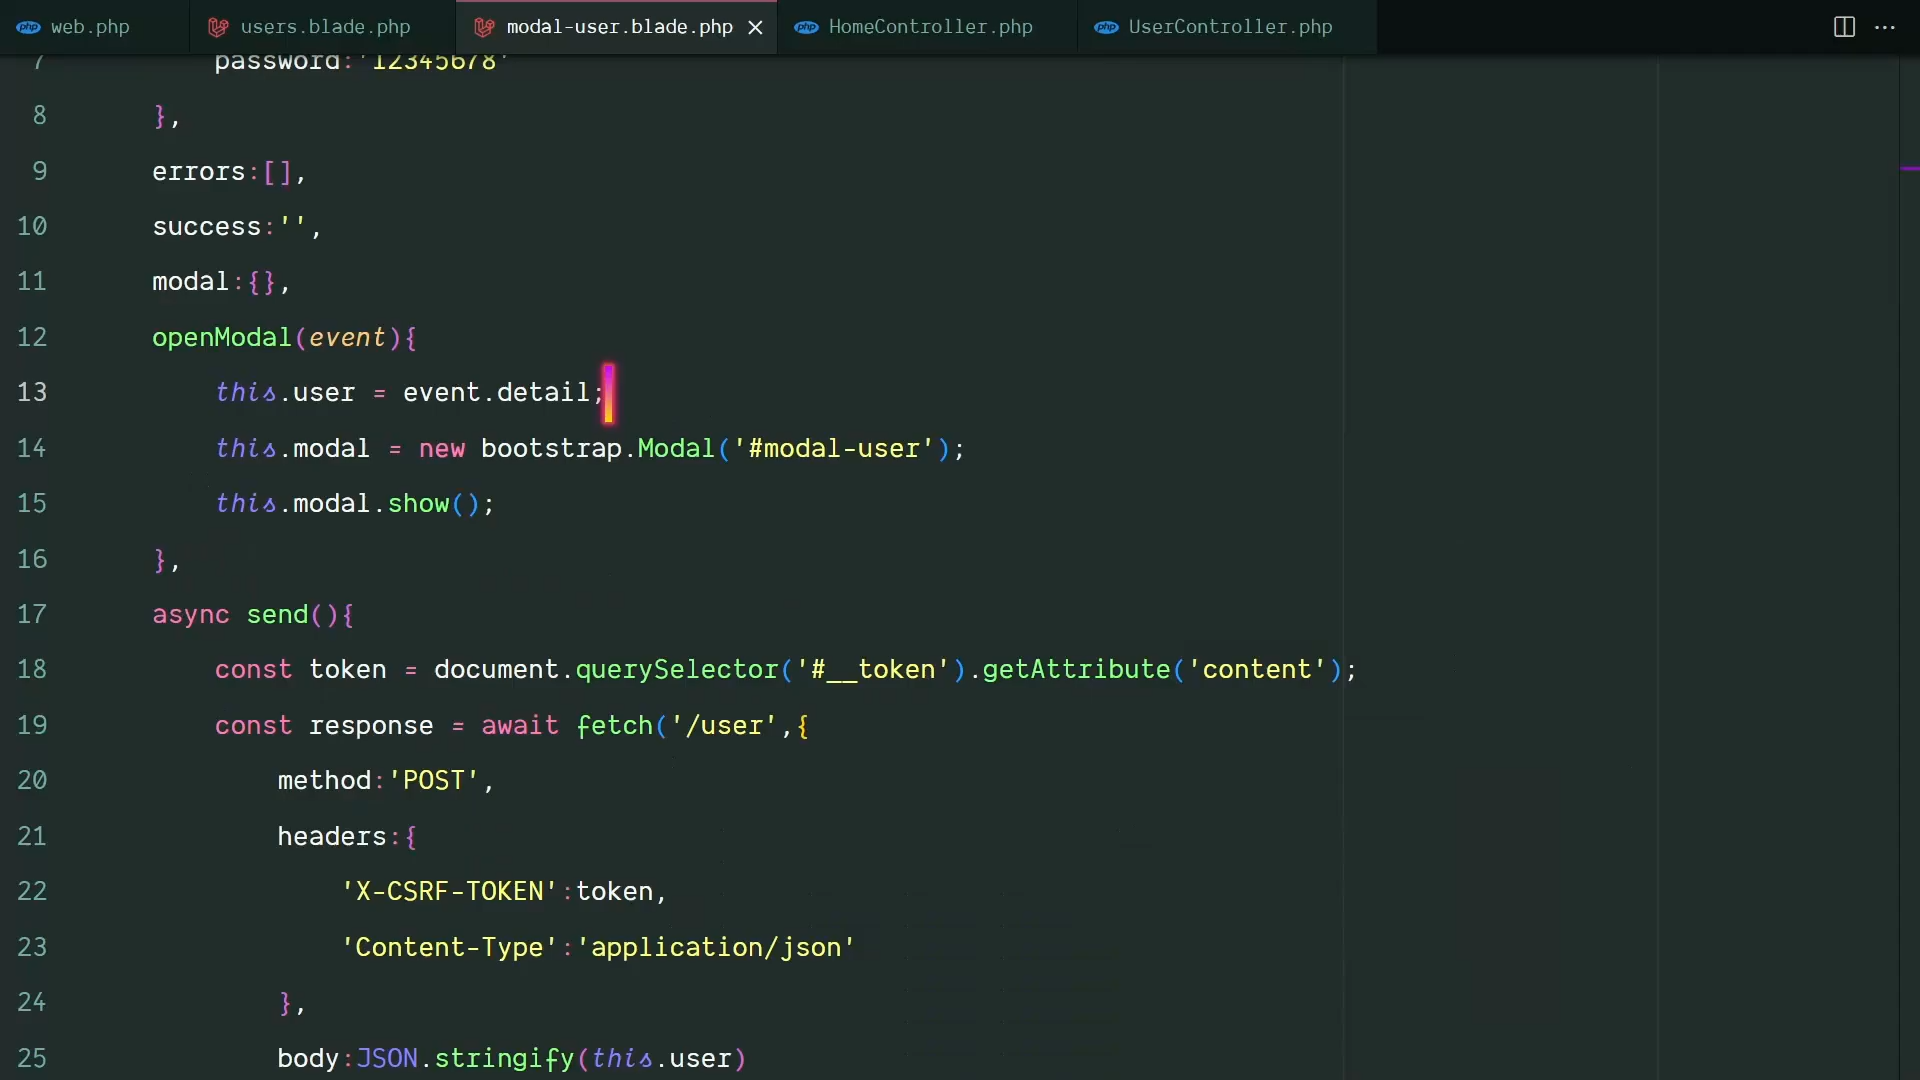 web.php
users.blade.php
modal-user.blade.php
HomeController.php
UserController.php
7 password:'12345678'
8 },
9 errors:[],
10 success:'',
11 modal:{},
12 openModal(event){
13 this.user = event.detail;
14 this.modal = new bootstrap.Modal('#modal-user');
15 this.modal.show();
16 },
17 async send(){
18 const token = document.querySelector('#__token').getAttribute('content');
19 const response = await fetch('/user',{
20 method:'POST',
21 headers:{
22 'X-CSRF-TOKEN':token,
23 'Content-Type':'application/json'
24 },
25 body:JSON.stringify(this.user)